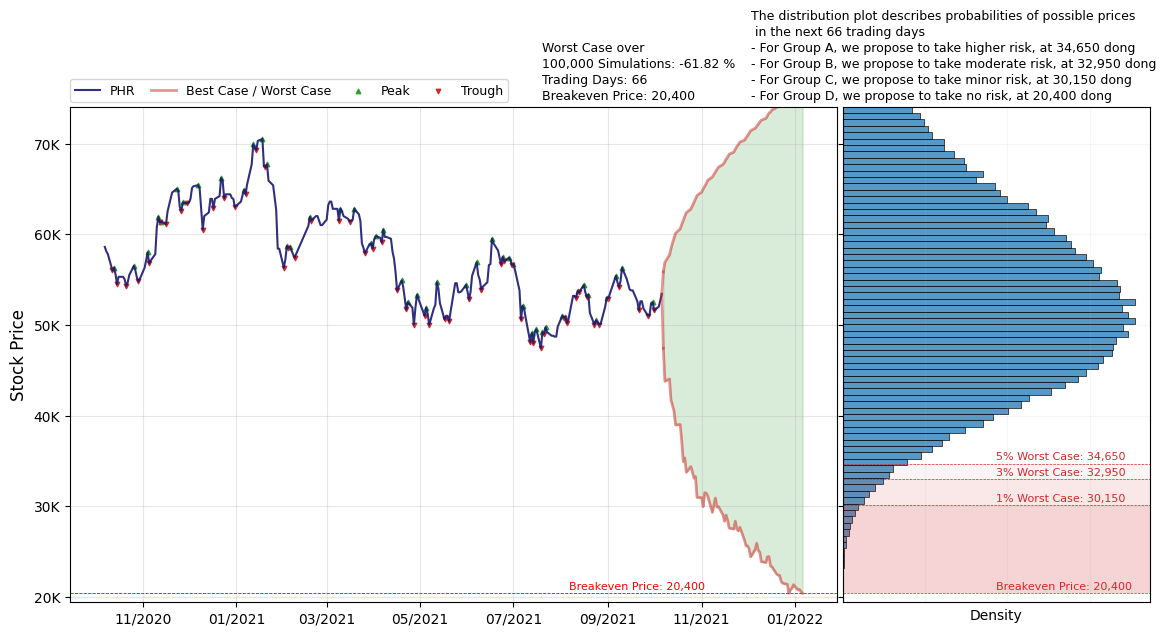 The distribution plot describes probabilities of possible prices
in the next 66 trading days
- For Group A, we propose to take higher risk, at 34,650 dong
- For Group B, we propose to take moderate risk, at 32,950 dong
- For Group C, we propose to take minor risk, at 30,150 dong
- For Group D, we propose to take no risk, at 20,400 dong
Worst Case over
100,000 Simulations: -61.82 %
Trading Days: 66
Breakeven Price: 20,400
PHR
Best Case / Worst Case
Peak
Trough
Stock Price
70K
60K
50K
40K
30K
20K
Breakeven Price: 20,400
11/2020
01/2021
03/2021
05/2021
07/2021
09/2021
11/2021
01/2022
5% Worst Case: 34,650
3% Worst Case: 32,950
1% Worst Case: 30,150
Breakeven Price: 20,400
Density